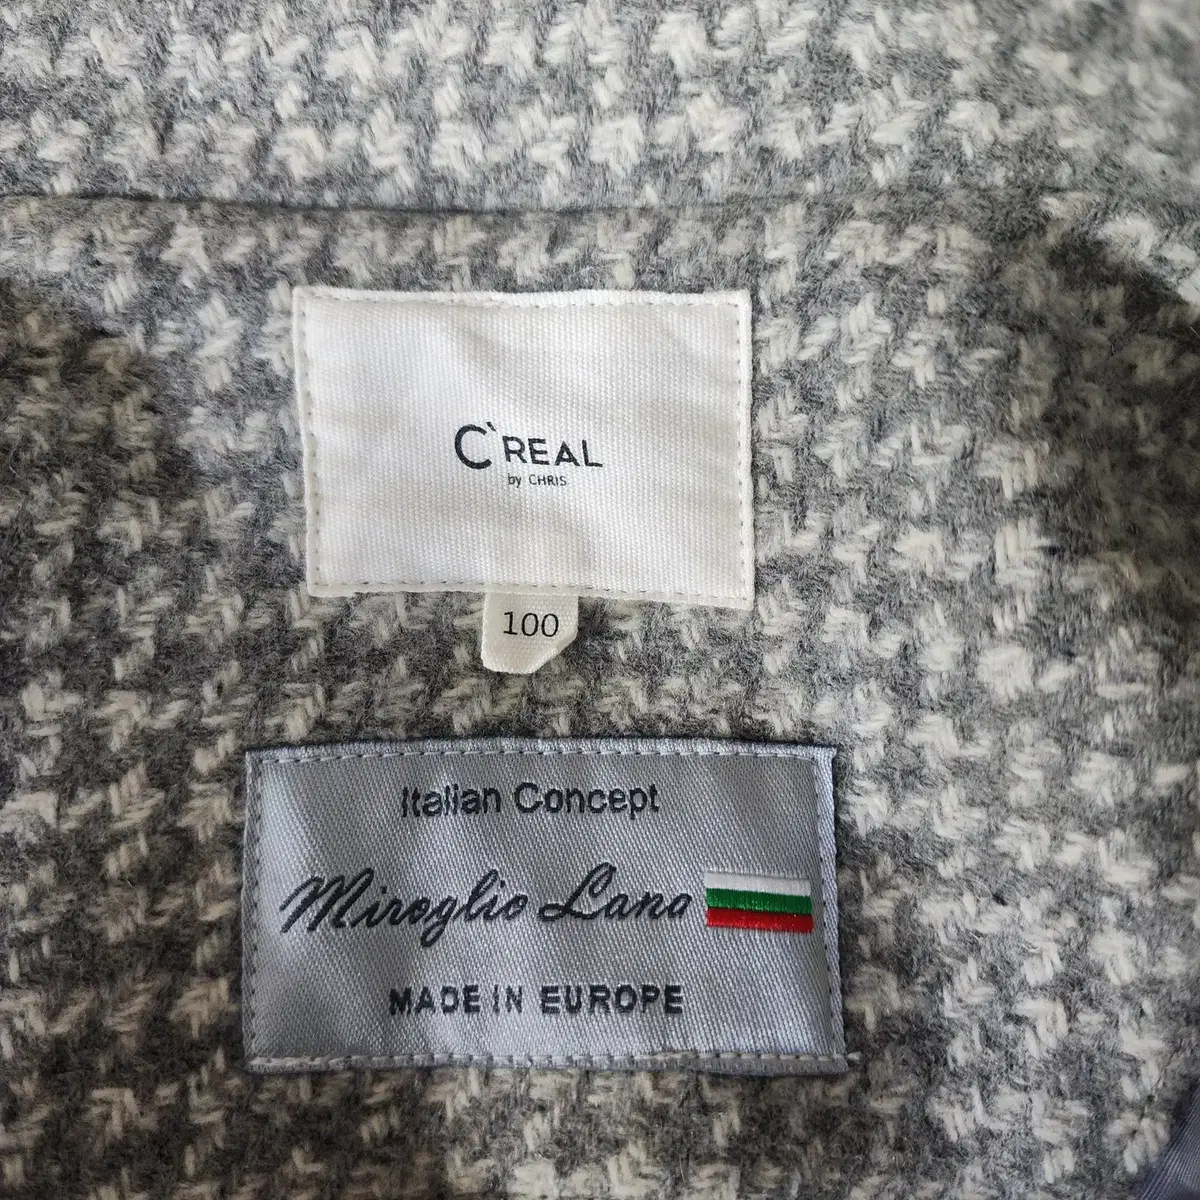 C'REAL
by CHRIS
100
Italian Concept
Miroglio Lana
MADE IN EUROPE